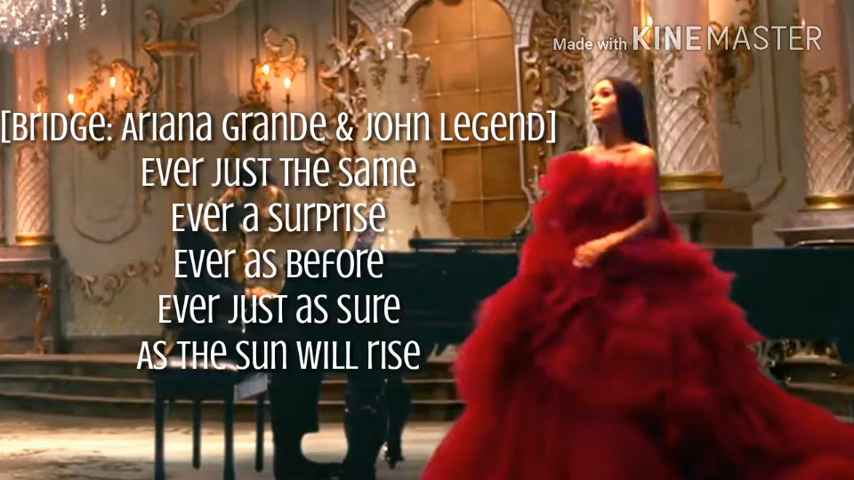 Made with KINEMASTER
[Bridge: Ariana Grande & John Legend]
Ever just the same
Ever a surprise
Ever as before
Ever just as sure
As the sun will rise